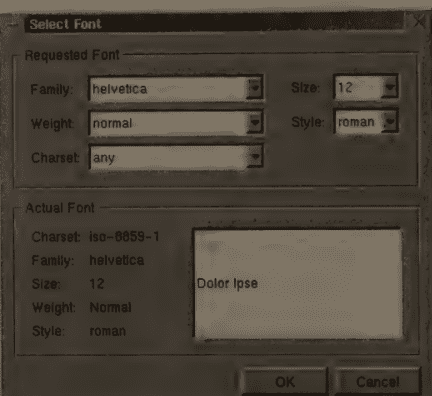 Select Font
Requested Font
Family: helvetica Size: 12
Weight: normal Style: roman
Charset: any
Actual Font
Charset: iso-8859-1
Family: helvetica
Size: 12
Weight: Normal
Style: roman
Dolor Ipse
OK Cancel